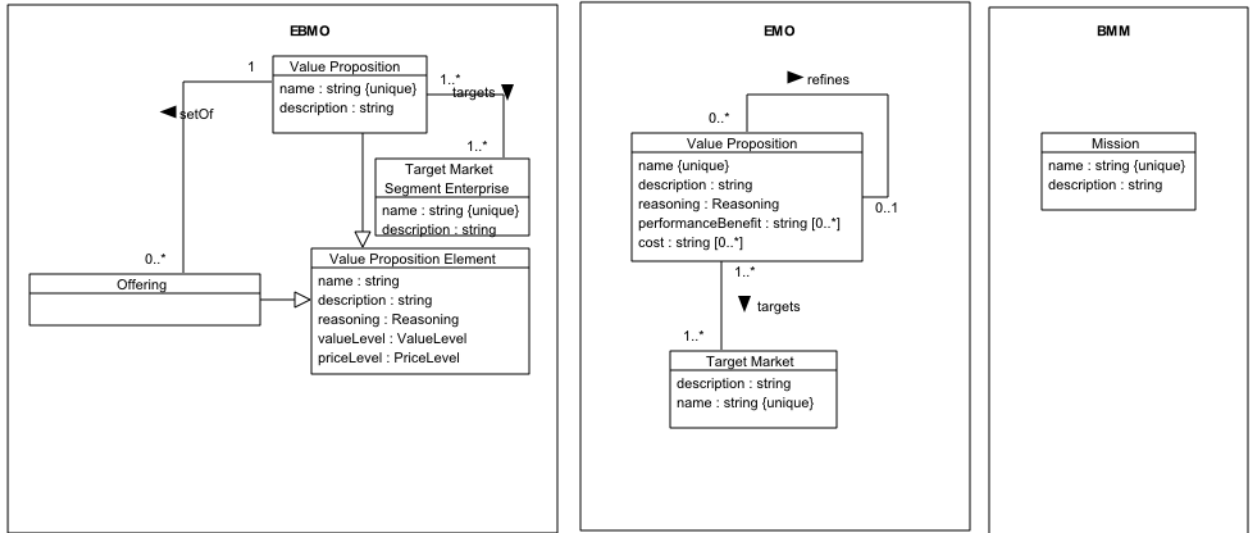 EBMO
Value Proposition
name : string {unique}
description : string
1
setOf
1..*
targets
1..*
Target Market
Segment Enterprise
name : string {unique}
description : string
0..*
Offering
Value Proposition Element
name : string
description : string
reasoning : Reasoning
valueLevel : ValueLevel
priceLevel : PriceLevel
EMO
refines
0..*
Value Proposition
name {unique}
description : string
reasoning : Reasoning
performanceBenefit : string [0..*]
cost : string [0..*]
0..1
1..*
targets
1..*
Target Market
description : string
name : string {unique}
BMM
Mission
name : string {unique}
description : string